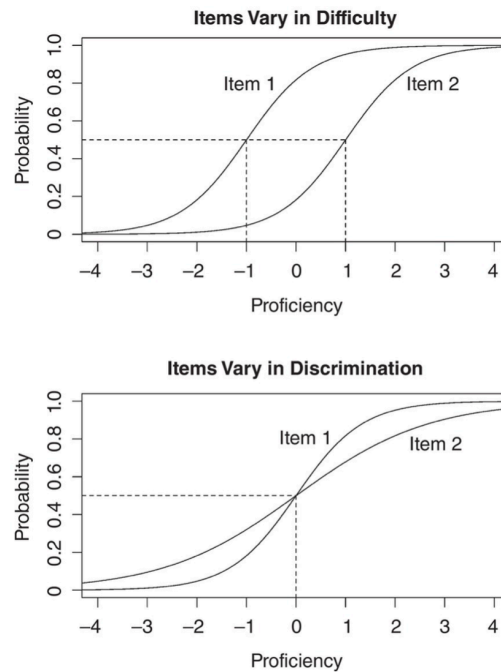 Items Vary in Difficulty
Probability
1.0
0.8
0.6
0.4
0.2
0
Item 1
Item 2
−4 −3 −2 −1 0 1 2 3 4
Proficiency
Items Vary in Discrimination
Probability
1.0
0.8
0.6
0.4
0.2
0
Item 1
Item 2
−4 −3 −2 −1 0 1 2 3 4
Proficiency